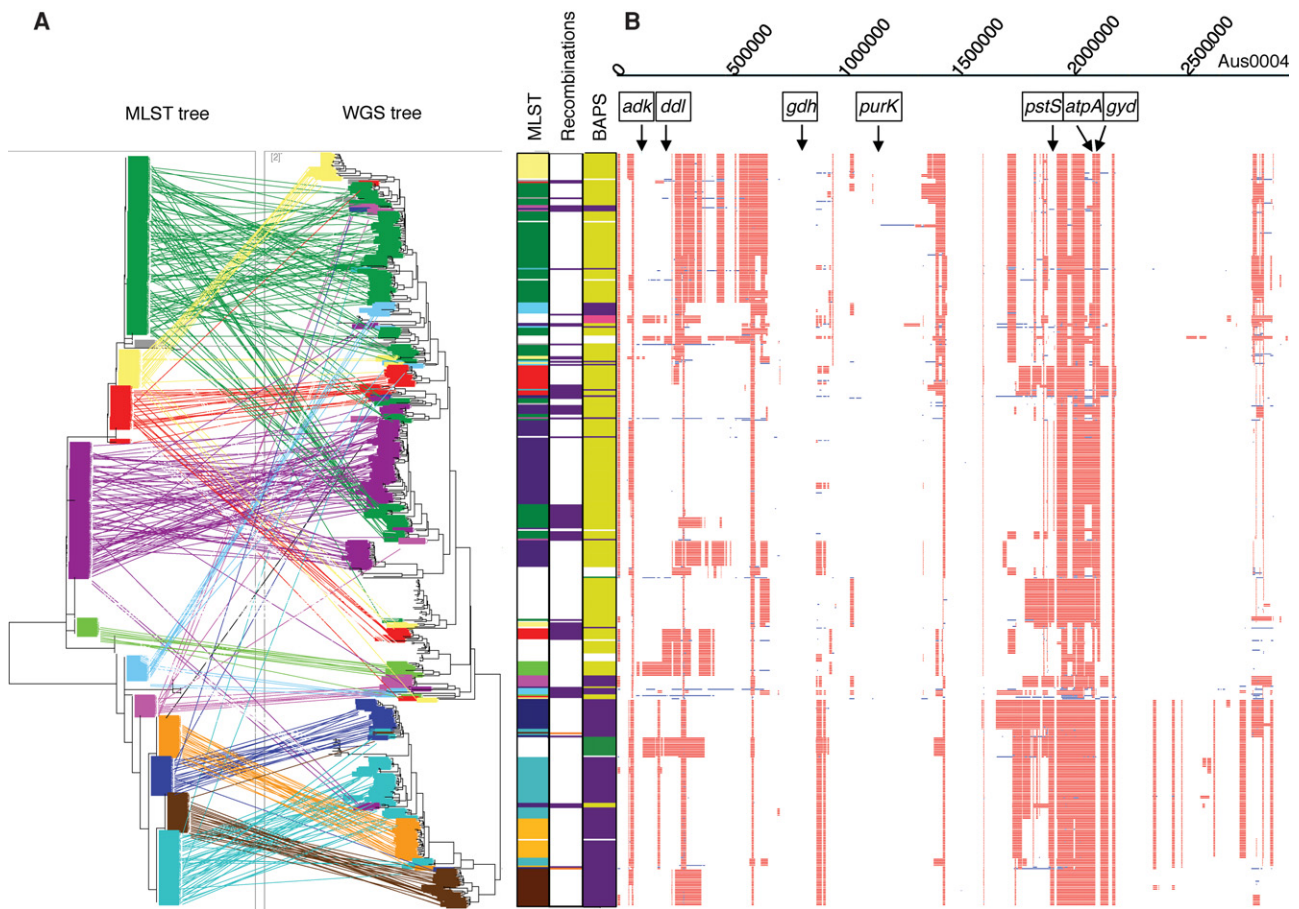 A
B
0
500000
1000000
1500000
2000000
2500000
Aus0004
MLST tree
WGS tree
MLST
Recombinations
BAPS
adk
ddl
gdh
purK
pstS
atpA
gyd
[2]